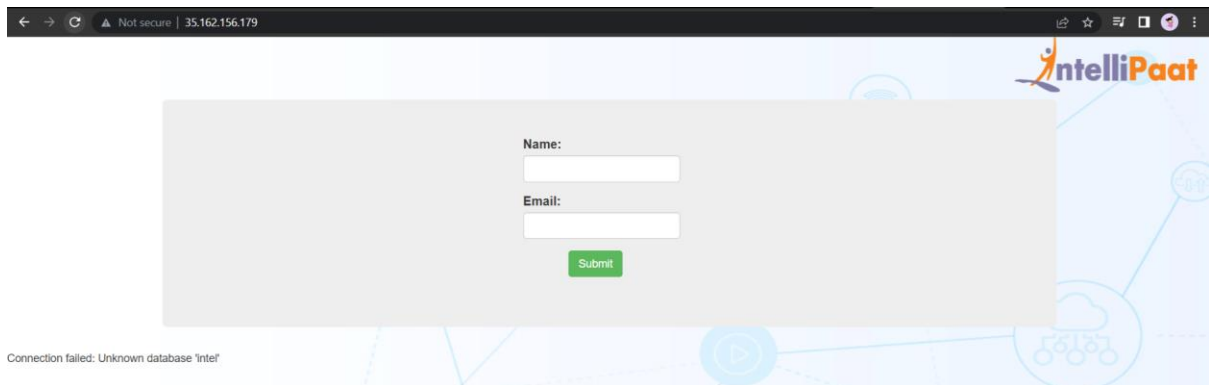 Not secure | 35.162.156.179
IntelliPaat
Name:
Email:
Submit
Connection failed: Unknown database 'intel'